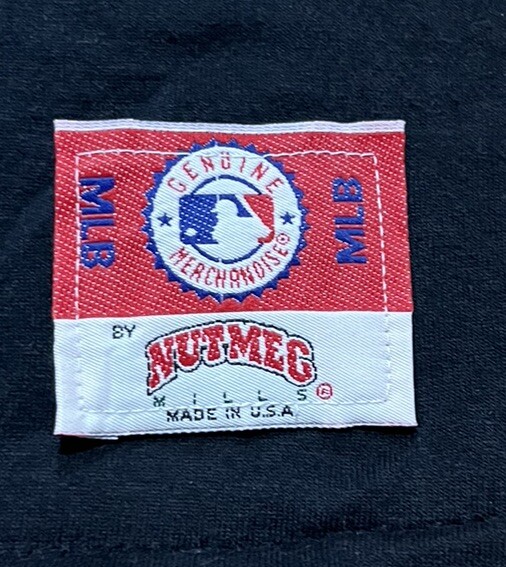 GENUINE
MERCHANDISE®
MLB
MLB
BY
NUTMEG
MILLS®
MADE IN U.S.A.